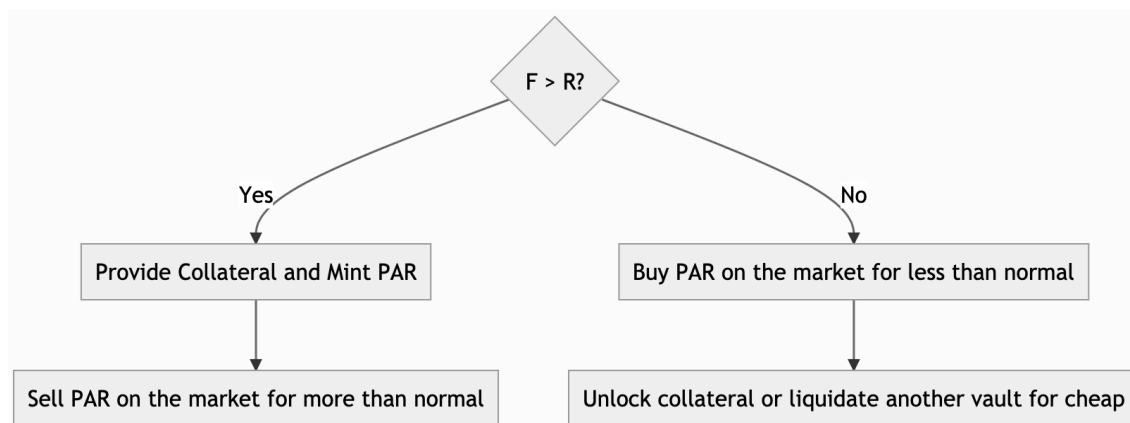 F > R?
Yes
No
Provide Collateral and Mint PAR
Buy PAR on the market for less than normal
Sell PAR on the market for more than normal
Unlock collateral or liquidate another vault for cheap